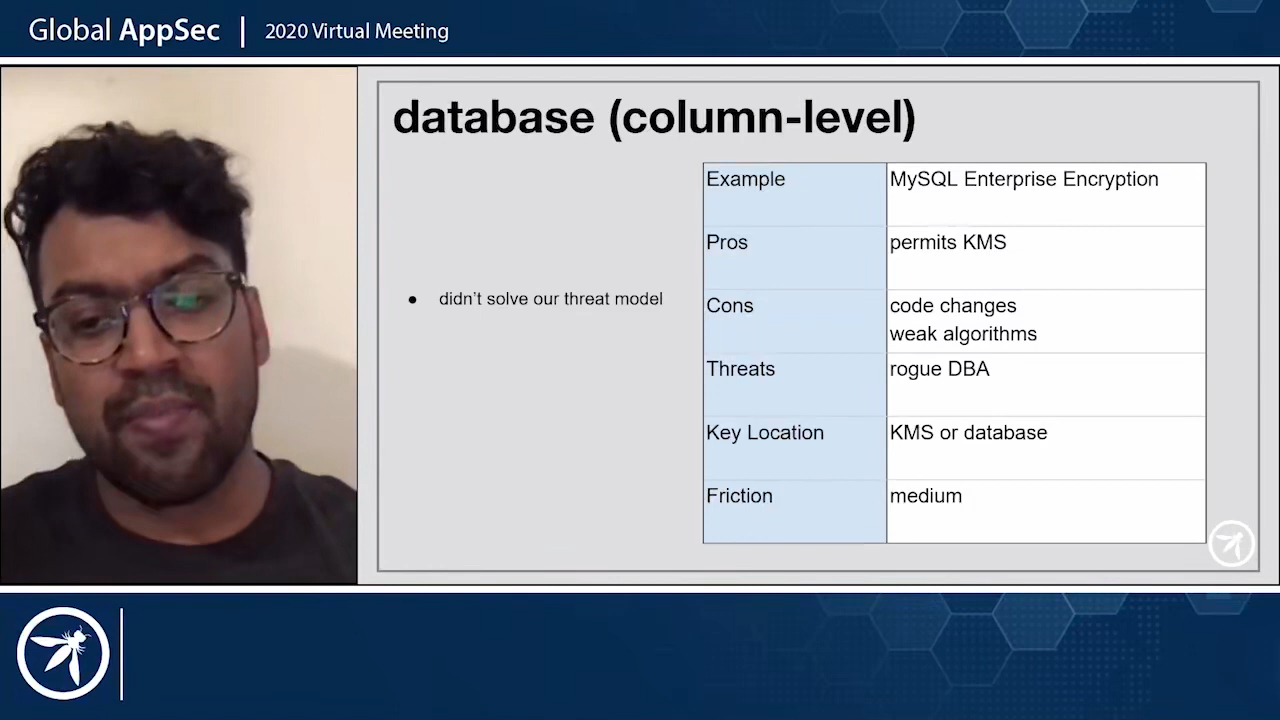 Global AppSec | 2020 Virtual Meeting
database (column-level)
● didn't solve our threat model
Example MySQL Enterprise Encryption
Pros permits KMS
Cons code changes
weak algorithms
Threats rogue DBA
Key Location KMS or database
Friction medium